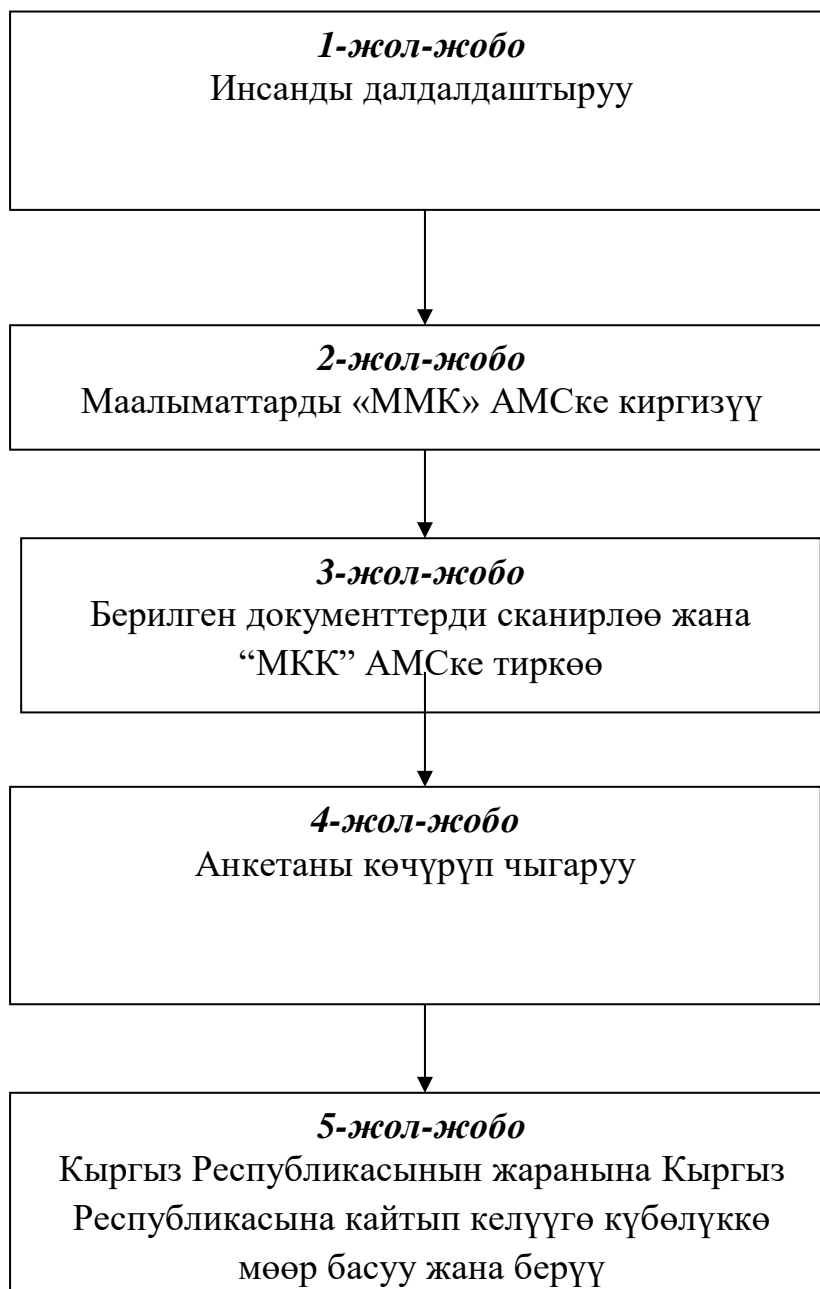 1-жол-жобо
Инсанды далдалдаштыруу
2-жол-жобо
Маалыматтарды «ММК» АМСке киргизүү
3-жол-жобо
Берилген документтерди сканирлөө жана
“МКК” АМСке тиркөө
4-жол-жобо
Анкетаны көчүрүп чыгаруу
5-жол-жобо
Кыргыз Республикасынын жаранына Кыргыз
Республикасына кайтып келүүгө күбөлүккө
мөөр басуу жана берүү